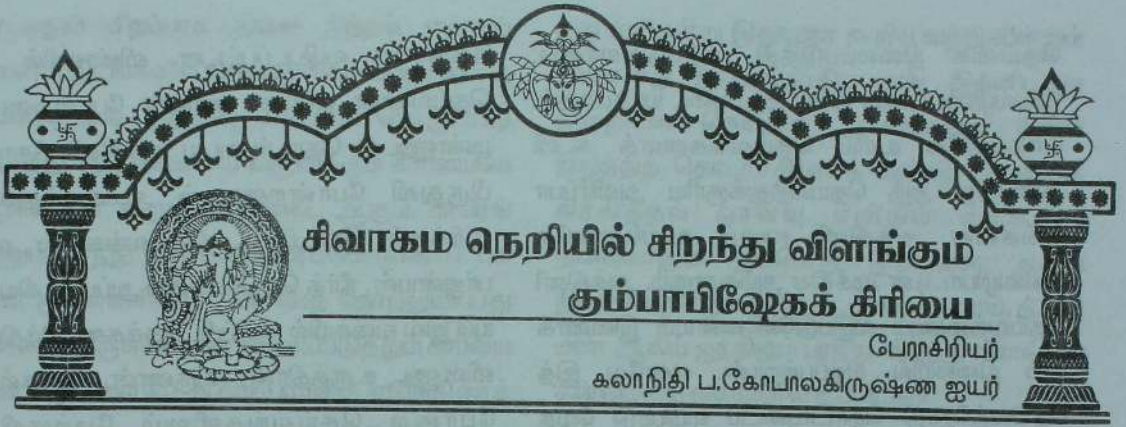 சிவாகம நெறியில் சிறந்து விளங்கும்
கும்பாபிஷேகக் கிரியை
பேராசிரியர்
கலாநிதி ப.கோபாலகிருஷ்ண ஐயர்